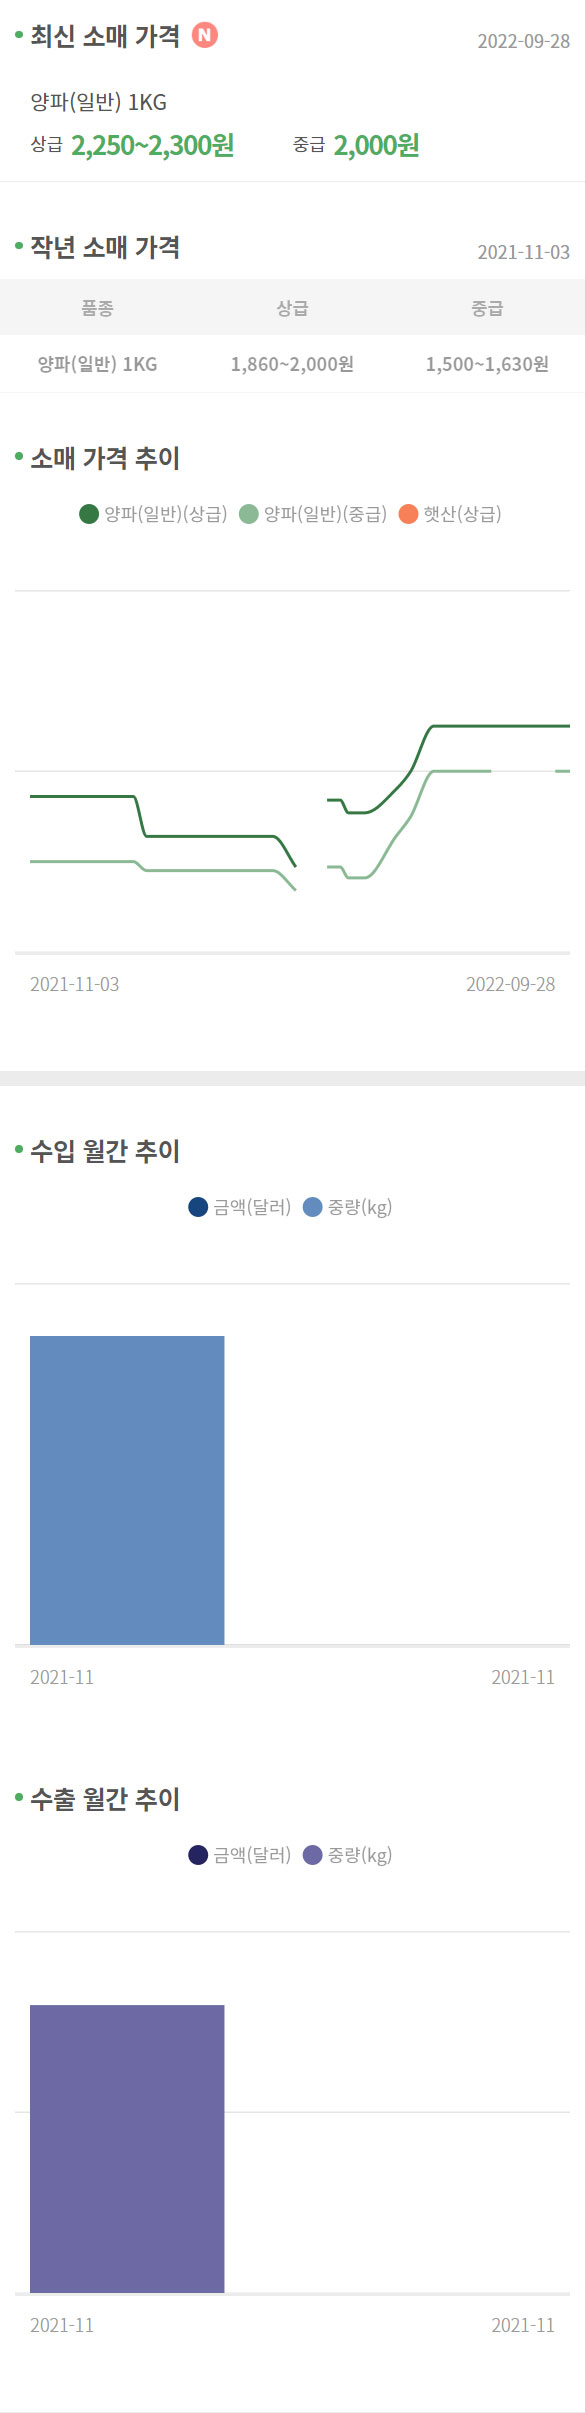 최신 소매 가격 N 2022-09-28
양파(일반) 1KG
상급 2,250~2,300원 중급 2,000원
작년 소매 가격 2021-11-03
품종 상급 중급
양파(일반) 1KG 1,860~2,000원 1,500~1,630원
소매 가격 추이
양파(일반)(상급) 양파(일반)(중급) 햇산(상급)
2021-11-03 2022-09-28
수입 월간 추이
금액(달러) 중량(kg)
2021-11 2021-11
수출 월간 추이
금액(달러) 중량(kg)
2021-11 2021-11